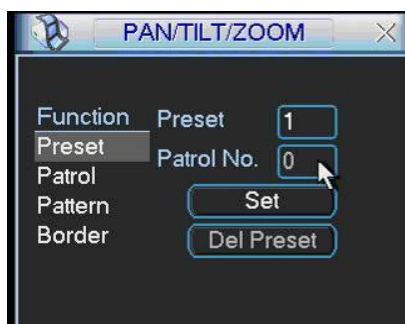 PAN/TILT/ZOOM
Function
Preset
Patrol
Pattern
Border
Preset 1
Patrol No. 0
Set
Del Preset